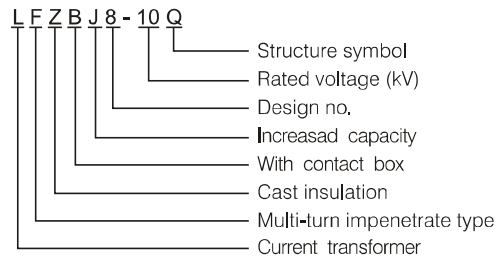 LFZBJ8-10Q
Structure symbol
Rated voltage (kV)
Design no.
Increasad capacity
With contact box
Cast insulation
Multi-turn impenetrate type
Current transformer